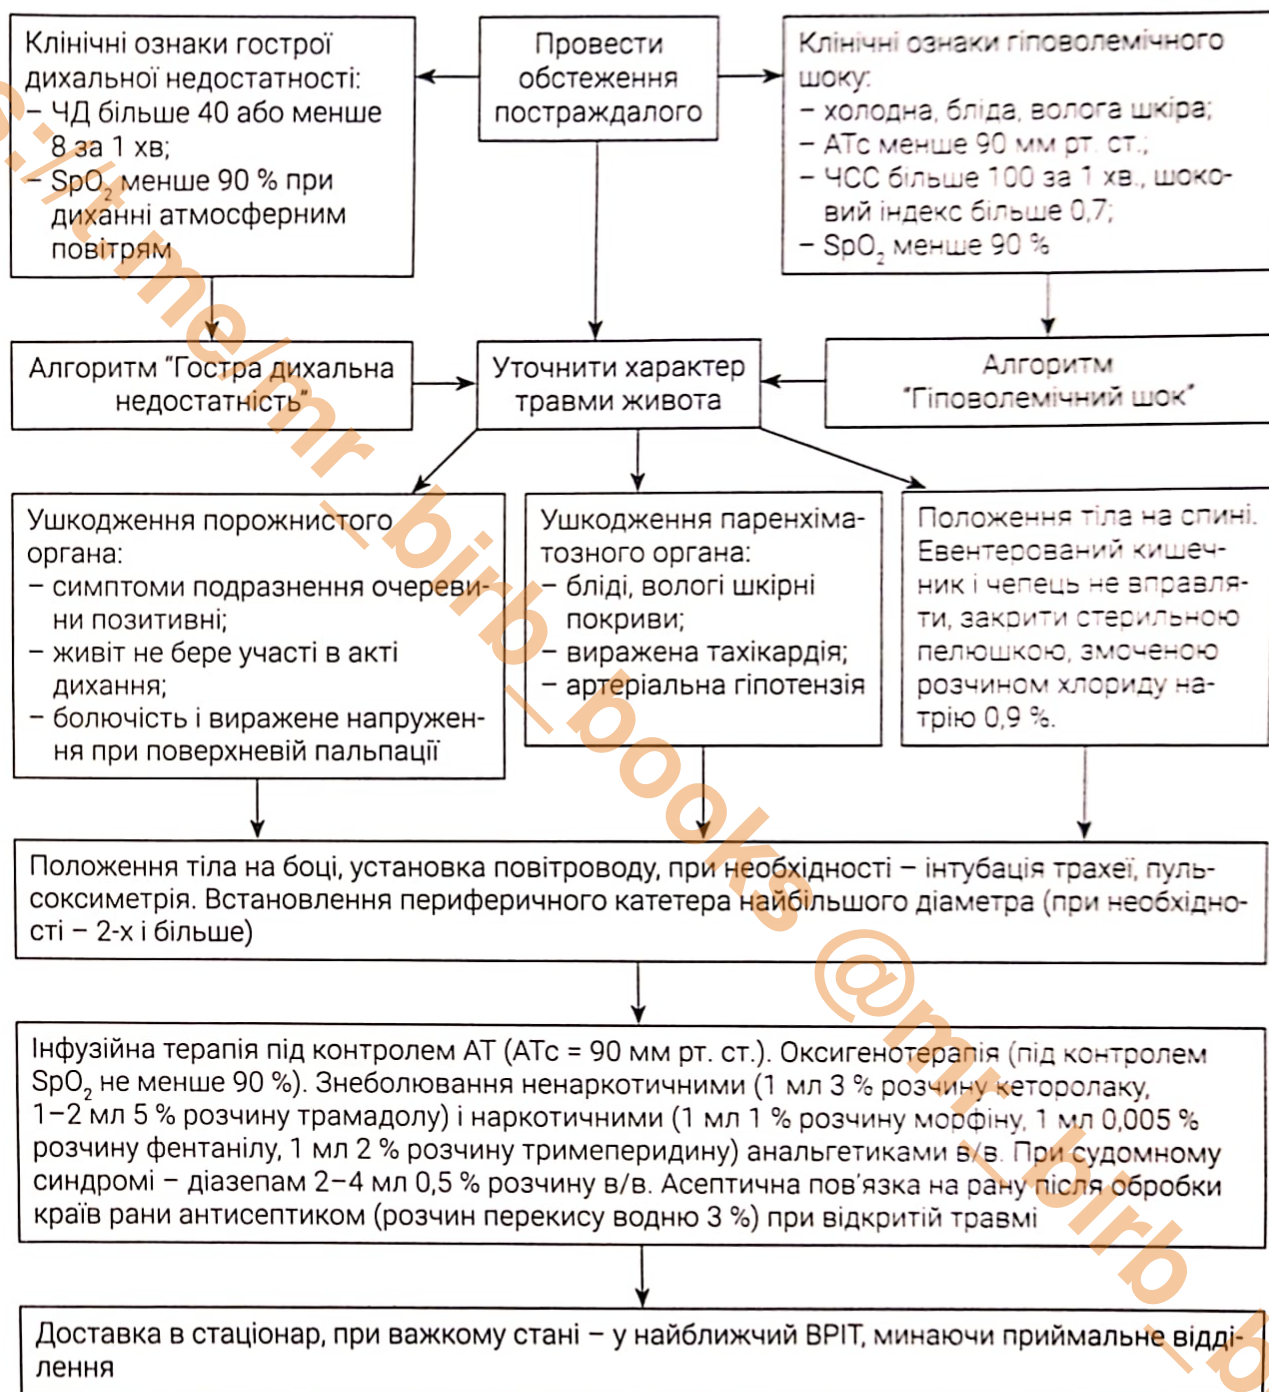 Клінічні ознаки гострої
дихальної недостатності:
– ЧД більше 40 або менше
8 за 1 хв;
– SpO₂ менше 90 % при
диханні атмосферним
повітрям
Провести
обстеження
постраждалого
Клінічні ознаки гіповолемічного
шоку:
– холодна, бліда, волога шкіра;
– АТс менше 90 мм рт. ст.;
– ЧСС більше 100 за 1 хв., шоко-
вий індекс більше 0,7;
– SpO₂ менше 90 %
Алгоритм "Гостра дихальна
недостатність"
Уточнити характер
травми живота
Алгоритм
"Гіповолемічний шок"
Ушкодження порожнистого
органа:
– симптоми подразнення очереви-
ни позитивні;
– живіт не бере участі в акті
дихання;
– болючість і виражене напружен-
ня при поверхневій пальпації
Ушкодження паренхіма-
тозного органа:
– бліді, вологі шкірні
покриви;
– виражена тахікардія;
– артеріальна гіпотензія
Положення тіла на спині.
Евентерований кишеч-
ник і чепець не вправля-
ти, закрити стерильною
пелюшкою, змоченою
розчином хлориду на-
трію 0,9 %.
Положення тіла на боці, установка повітроводу, при необхідності – інтубація трахеї, пуль-
соксиметрія. Встановлення периферичного катетера найбільшого діаметра (при необхідно-
сті – 2-х і більше)
Інфузійна терапія під контролем АТ (АТс = 90 мм рт. ст.). Оксигенотерапія (під контролем
SpO₂ не менше 90 %). Знеболювання ненаркотичними (1 мл 3 % розчину кеторолаку,
1–2 мл 5 % розчину трамадолу) і наркотичними (1 мл 1 % розчину морфіну, 1 мл 0,005 %
розчину фентанілу, 1 мл 2 % розчину тримеперидину) анальгетиками в/в. При судомному
синдромі – діазепам 2–4 мл 0,5 % розчину в/в. Асептична пов'язка на рану після обробки
країв рани антисептиком (розчин перекису водню 3 %) при відкритій травмі
Доставка в стаціонар, при важкому стані – у найближчий ВРІТ, минаючи приймальне відді-
лення
s://t.me/mr_birb_books @mr_birb_b